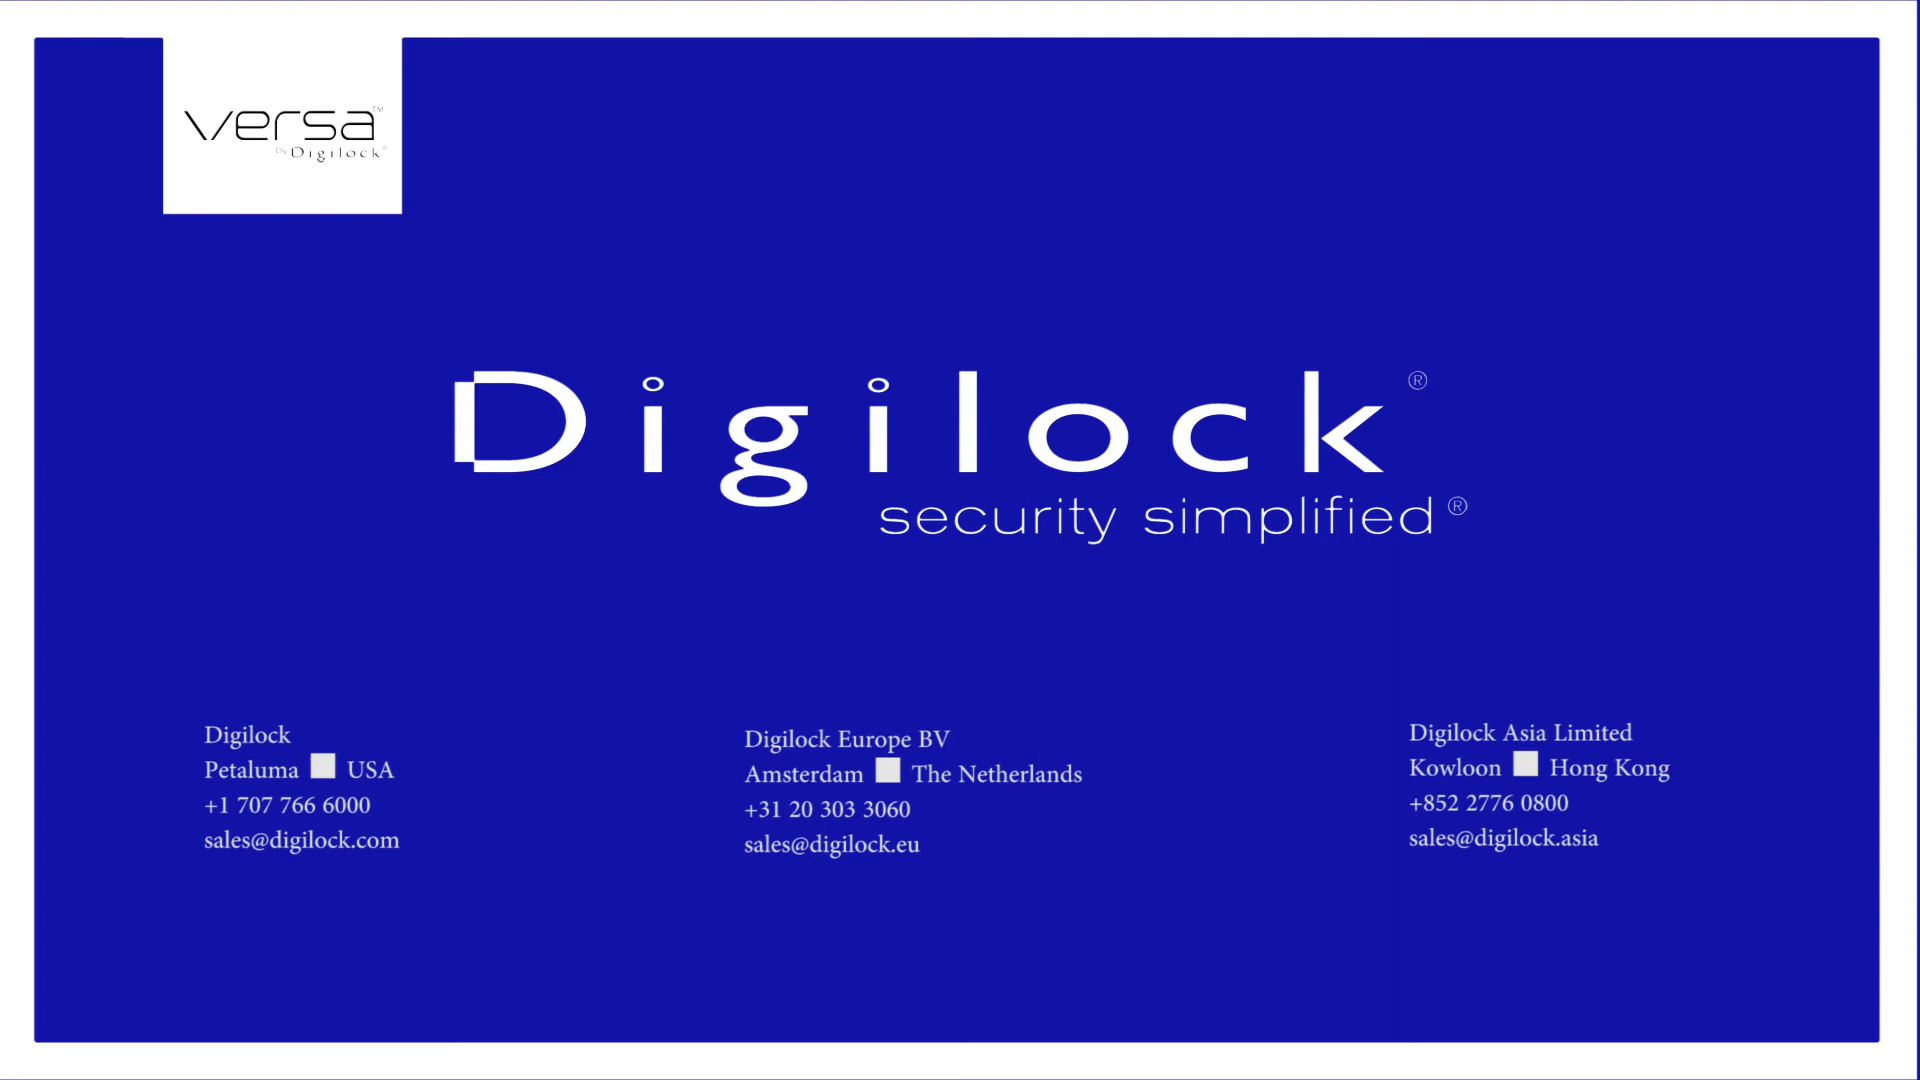 versa™
by Digilock®
Digilock®
security simplified®
Digilock
Petaluma ■ USA
+1 707 766 6000
sales@digilock.com
Digilock Europe BV
Amsterdam ■ The Netherlands
+31 20 303 3060
sales@digilock.eu
Digilock Asia Limited
Kowloon ■ Hong Kong
+852 2776 0800
sales@digilock.asia